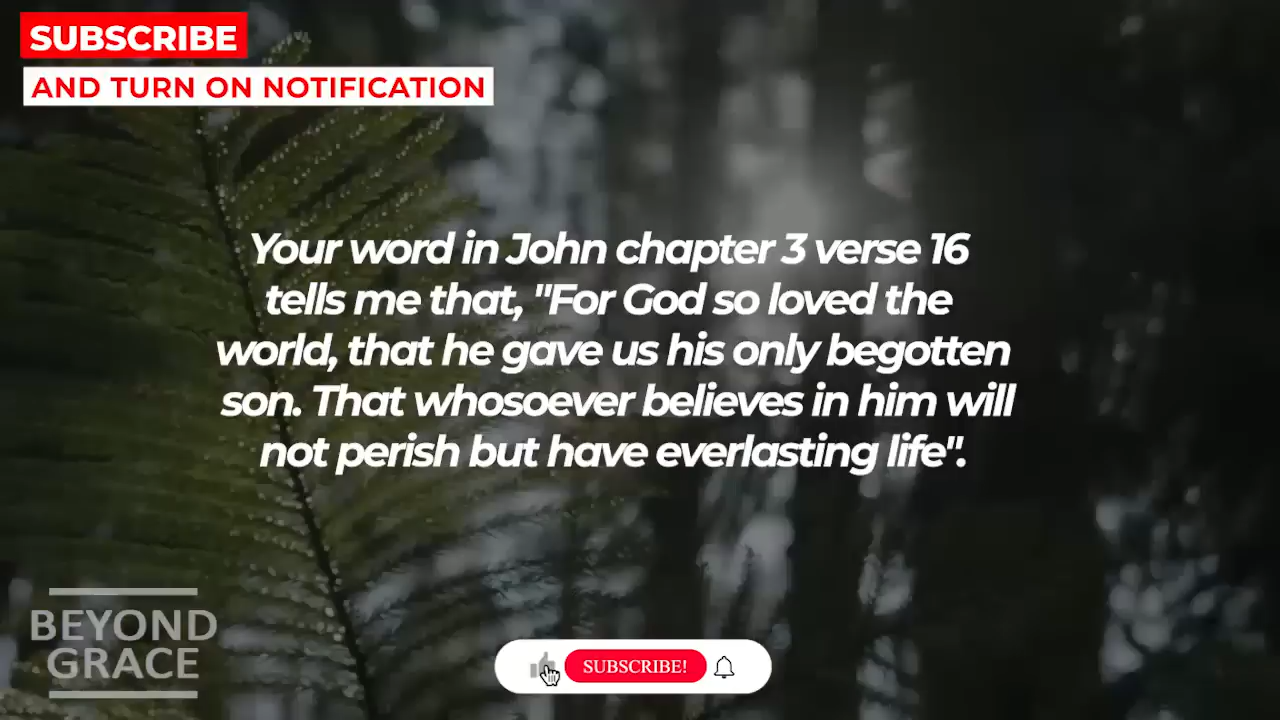 SUBSCRIBE
AND TURN ON NOTIFICATION
Your word in John chapter 3 verse 16
tells me that, "For God so loved the
world, that he gave us his only begotten
son. That whosoever believes in him will
not perish but have everlasting life".
BEYOND
GRACE
SUBSCRIBE!